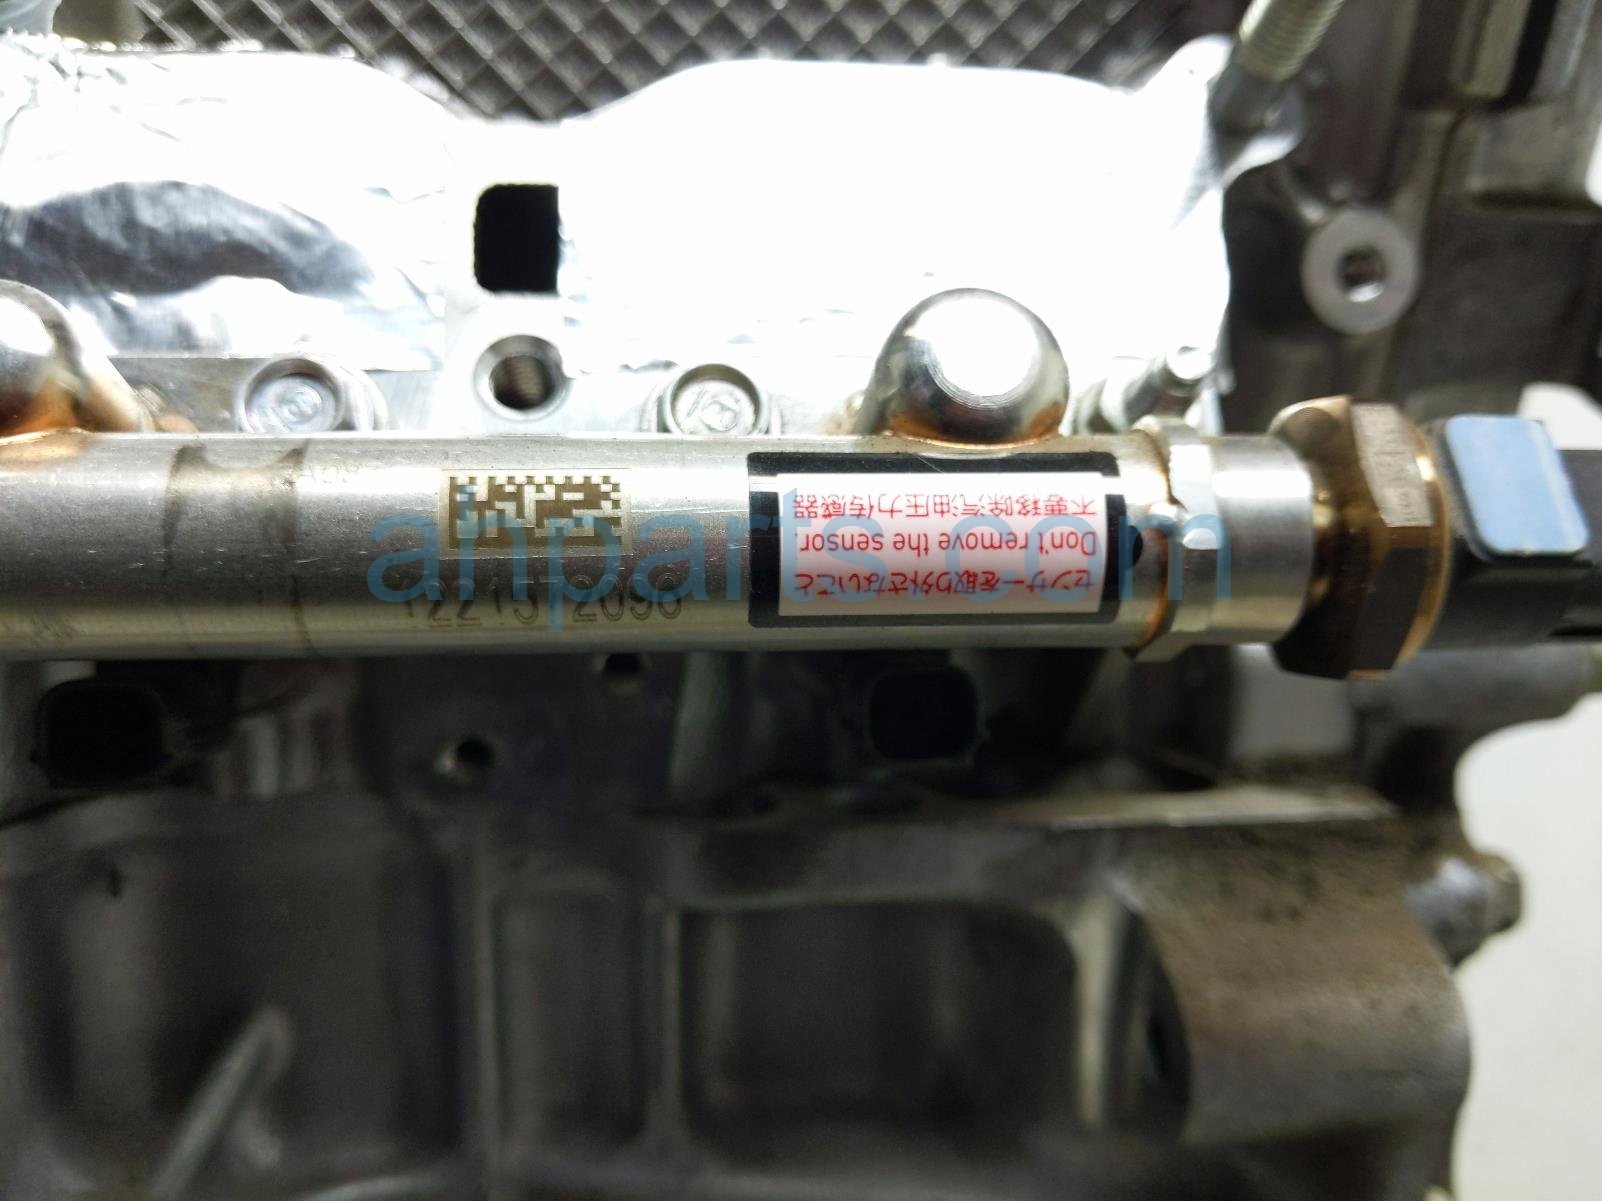 センサーを取り外さないこと
Don't remove the sensor.
不要移除汽油压力传感器
ahparts.com